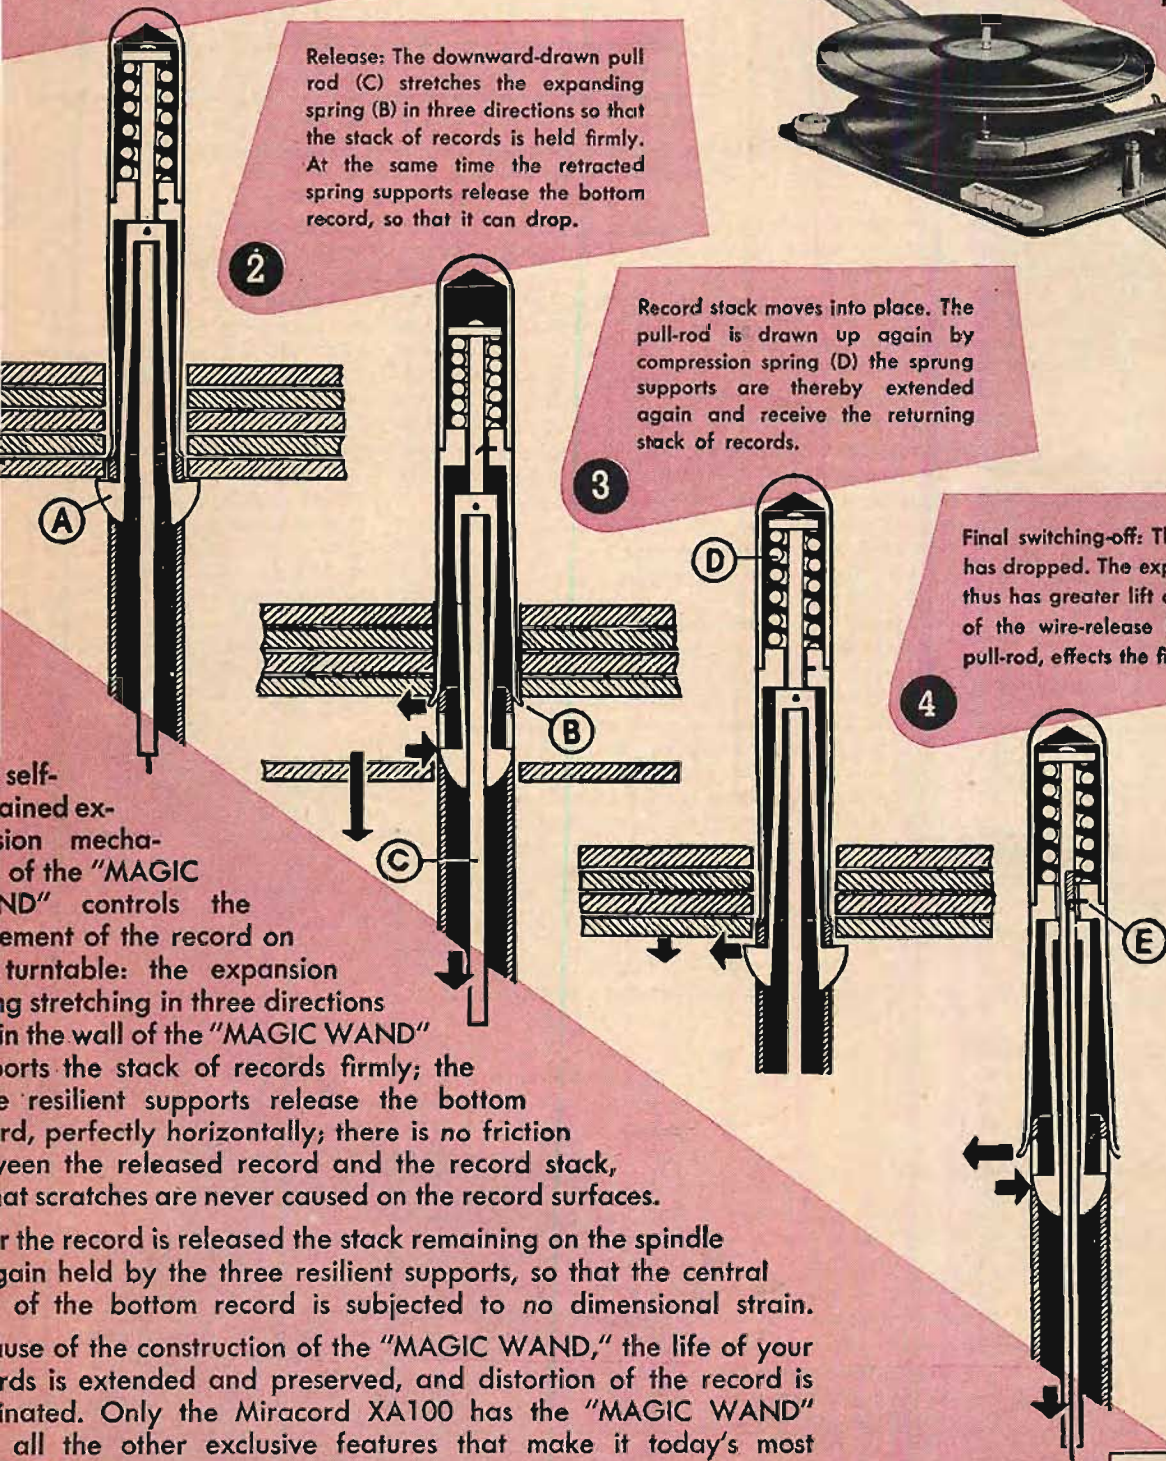 Release: The downward-drawn pull
rod (C) stretches the expanding
spring (B) in three directions so that
the stack of records is held firmly.
At the same time the retracted
spring supports release the bottom
record, so that it can drop.
2
Record stack moves into place. The
pull-rod is drawn up again by
compression spring (D) the sprung
supports are thereby extended
again and receive the returning
stack of records.
3
Final switching-off:
has dropped. The
thus has greater lift
of the wire-release
pull-rod, effects the
4
A
B
C
D
E
self-
ained ex-
sion mecha-
of the "MAGIC
ND" controls the
ement of the record on
turntable: the expansion
ng stretching in three directions
in the wall of the "MAGIC WAND"
ports the stack of records firmly; the
e resilient supports release the bottom
rd, perfectly horizontally; there is no friction
veen the released record and the record stack,
hat scratches are never caused on the record surfaces.
r the record is released the stack remaining on the spindle
gain held by the three resilient supports, so that the central
of the bottom record is subjected to no dimensional strain.
ause of the construction of the "MAGIC WAND," the life of your
rds is extended and preserved, and distortion of the record is
inated. Only the Miracord XA100 has the "MAGIC WAND"
all the other exclusive features that make it today's most